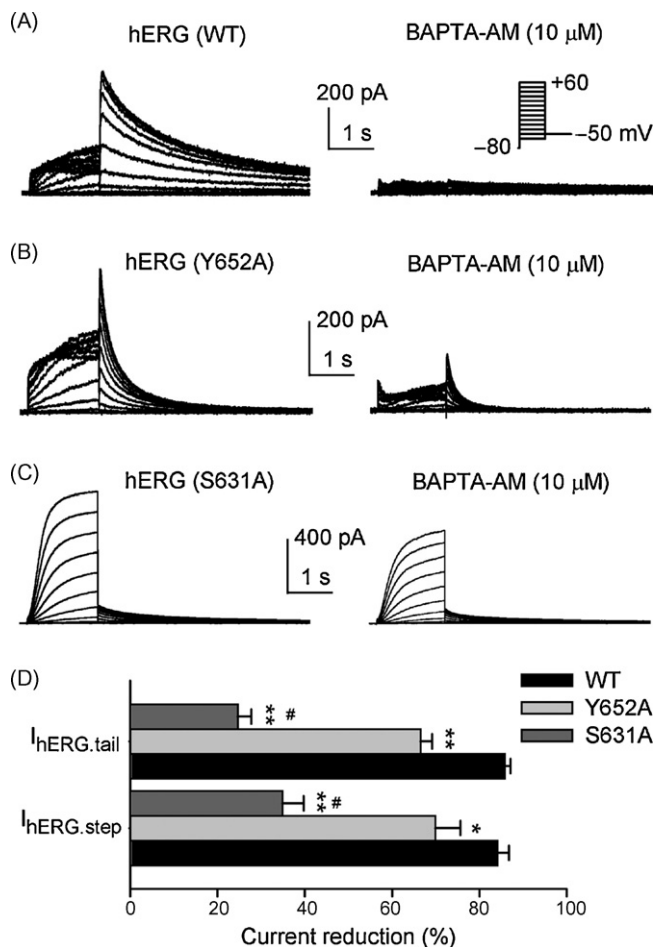 (A)
hERG (WT)
BAPTA-AM (10 μM)
200 pA
1 s
+60
−50 mV
−80
(B)
hERG (Y652A)
BAPTA-AM (10 μM)
200 pA
1 s
(C)
hERG (S631A)
BAPTA-AM (10 μM)
400 pA
1 s
(D)
WT
Y652A
S631A
IhERG.tail
** #
**
IhERG.step
** #
*
0 20 40 60 80 100
Current reduction (%)